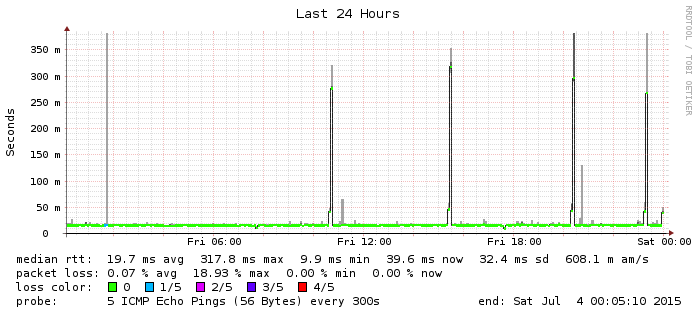 Last 24 Hours
RRDTOOL / TOBI OETIKER
Seconds
350 m
300 m
250 m
200 m
150 m
100 m
50 m
0
Fri 06:00 Fri 12:00 Fri 18:00 Sat 00:00
median rtt: 19.7 ms avg 317.8 ms max 9.9 ms min 39.6 ms now 32.4 ms sd 608.1 m am/s
packet loss: 0.07 % avg 18.93 % max 0.00 % min 0.00 % now
loss color: 0 1/5 2/5 3/5 4/5
probe: 5 ICMP Echo Pings (56 Bytes) every 300s end: Sat Jul 4 00:05:10 2015